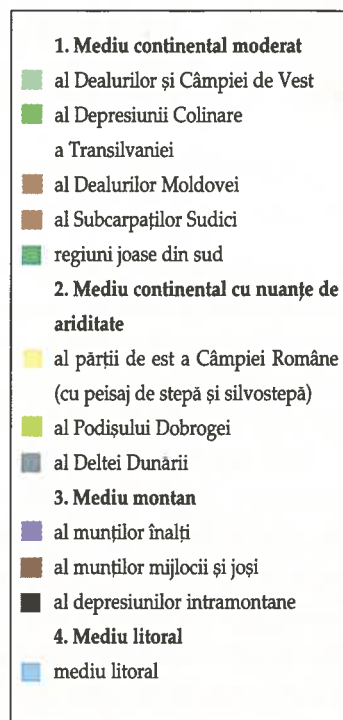 1. Mediu continental moderat
al Dealurilor și Câmpiei de Vest
al Depresiunii Colinare
a Transilvaniei
al Dealurilor Moldovei
al Subcarpaților Sudici
regiuni joase din sud
2. Mediu continental cu nuanțe de
ariditate
al părții de est a Câmpiei Române
(cu peisaj de stepă și silvostepă)
al Podișului Dobrogei
al Deltei Dunării
3. Mediu montan
al munților înalți
al munților mijlocii și joși
al depresiunilor intramontane
4. Mediu litoral
mediu litoral